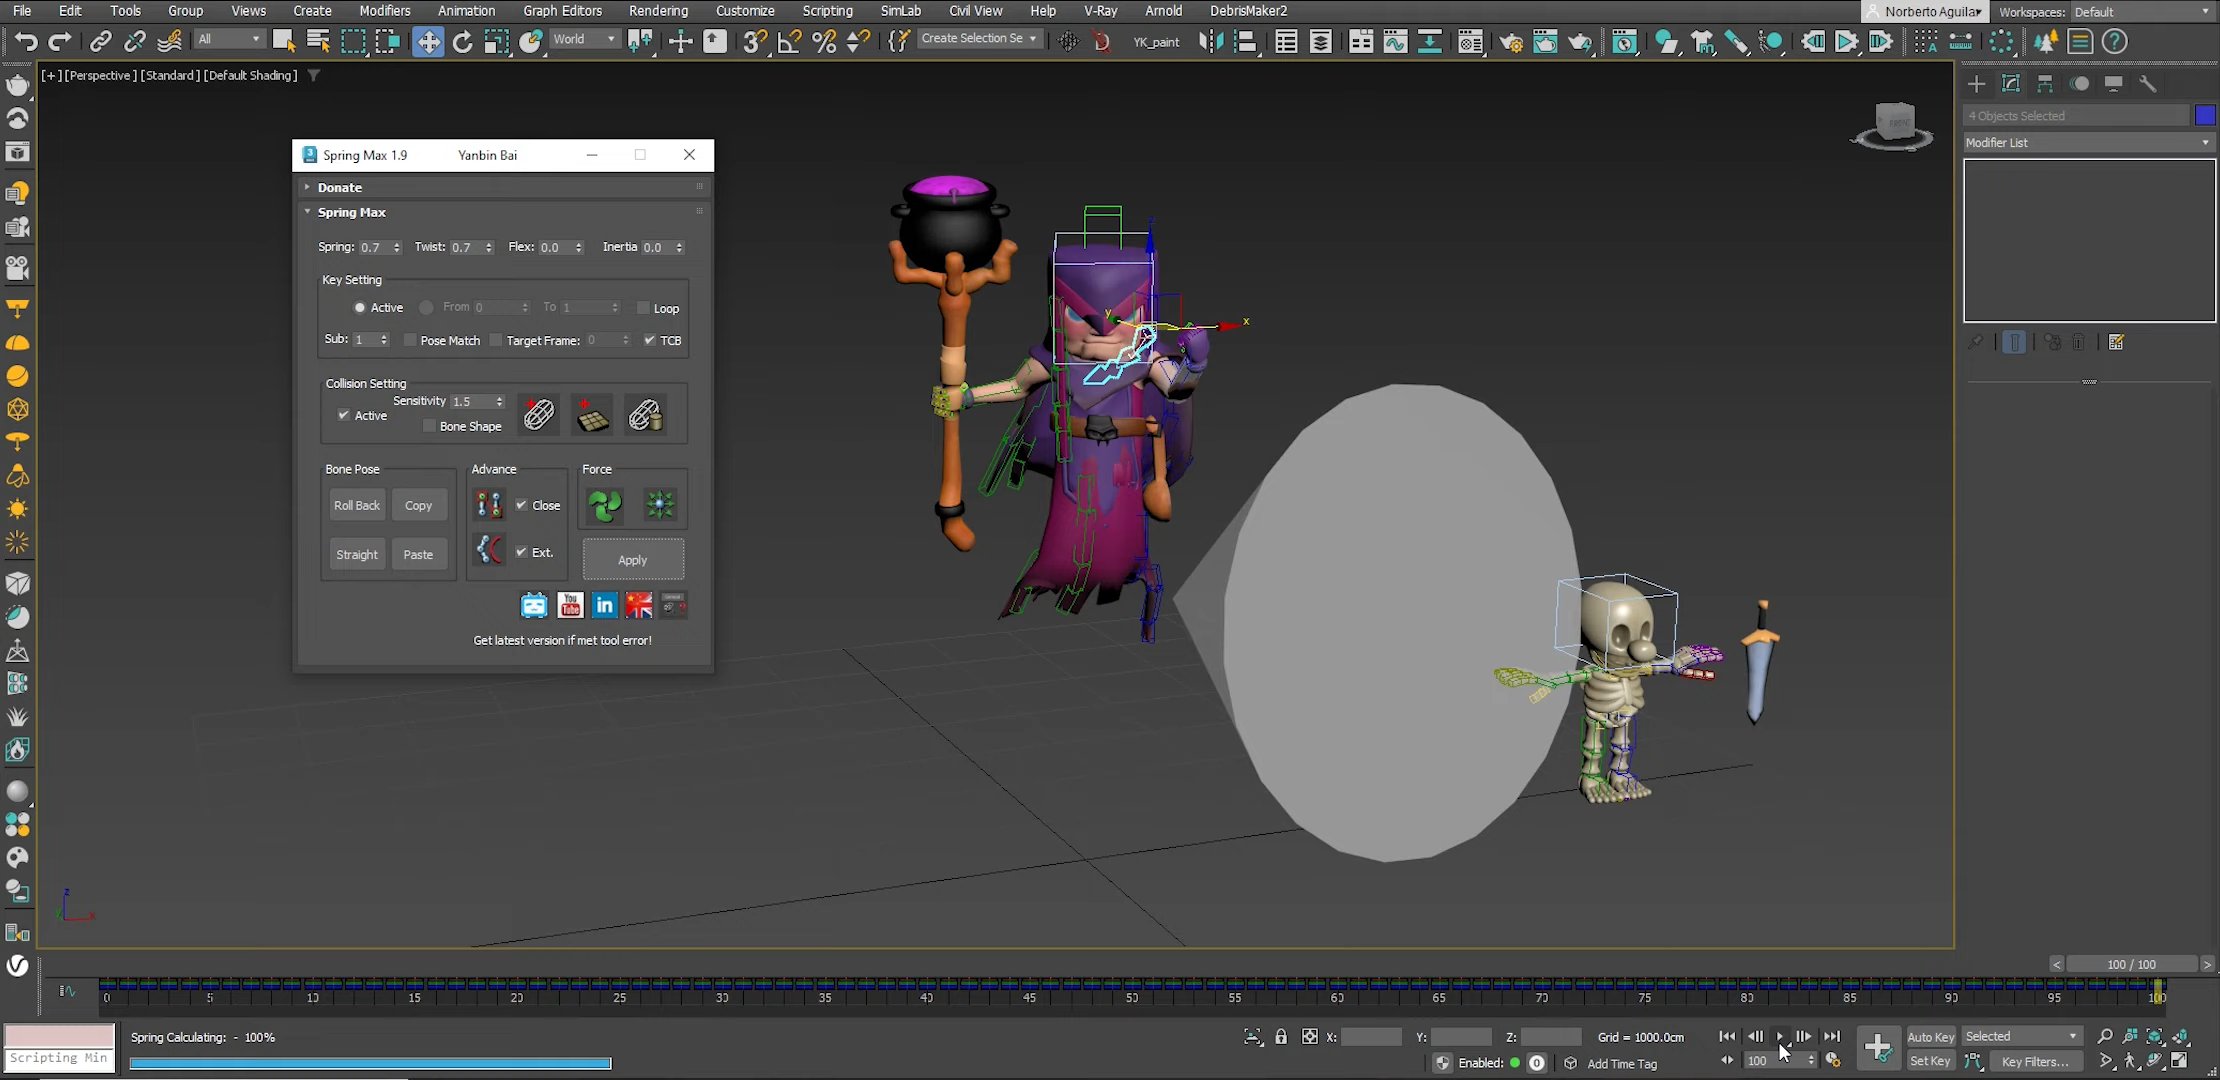 File Edit Tools Group Views Create Modifiers Animation Graph Editors Rendering Customize Scripting SimLab Civil View Help V-Ray Arnold DebrisMaker2
Norberto Aguilar
Workspaces: Default
All
World
Create Selection Se
YK_paint
[+] [Perspective] [Standard] [Default Shading]
FRONT
4 Objects Selected
Modifier List
Spring Max 1.9 Yanbin Bai
Donate
Spring Max
Spring: 0.7 Twist: 0.7 Flex: 0.0 Inertia 0.0
Key Setting
Active From 0 To 1 Loop
Sub: 1 Pose Match Target Frame: 0 TCB
Collision Setting
Sensitivity 1.5
Active
Bone Shape
Bone Pose Advance Force
Roll Back Copy Close
Straight Paste Ext. Apply
You Tube in
Get latest version if met tool error!
z
y
x
z
x
< 100 / 100 >
0 5 10 15 20 25 30 35 40 45 50 55 60 65 70 75 80 85 90 95 100
Spring Calculating: - 100%
X: Y: Z: Grid = 1000.0cm
Auto Key Selected
Scripting Min
Enabled: 0 Add Time Tag
100
Set Key Key Filters...